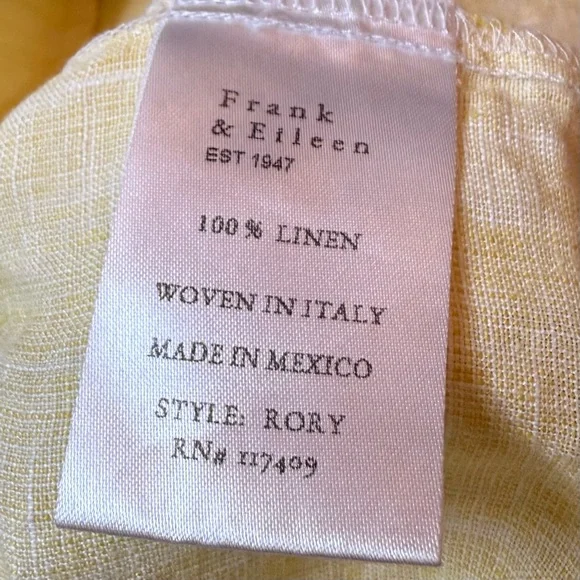 Frank
& Eileen
EST 1947
100% LINEN
WOVEN IN ITALY
MADE IN MEXICO
STYLE: RORY
RN# 117409